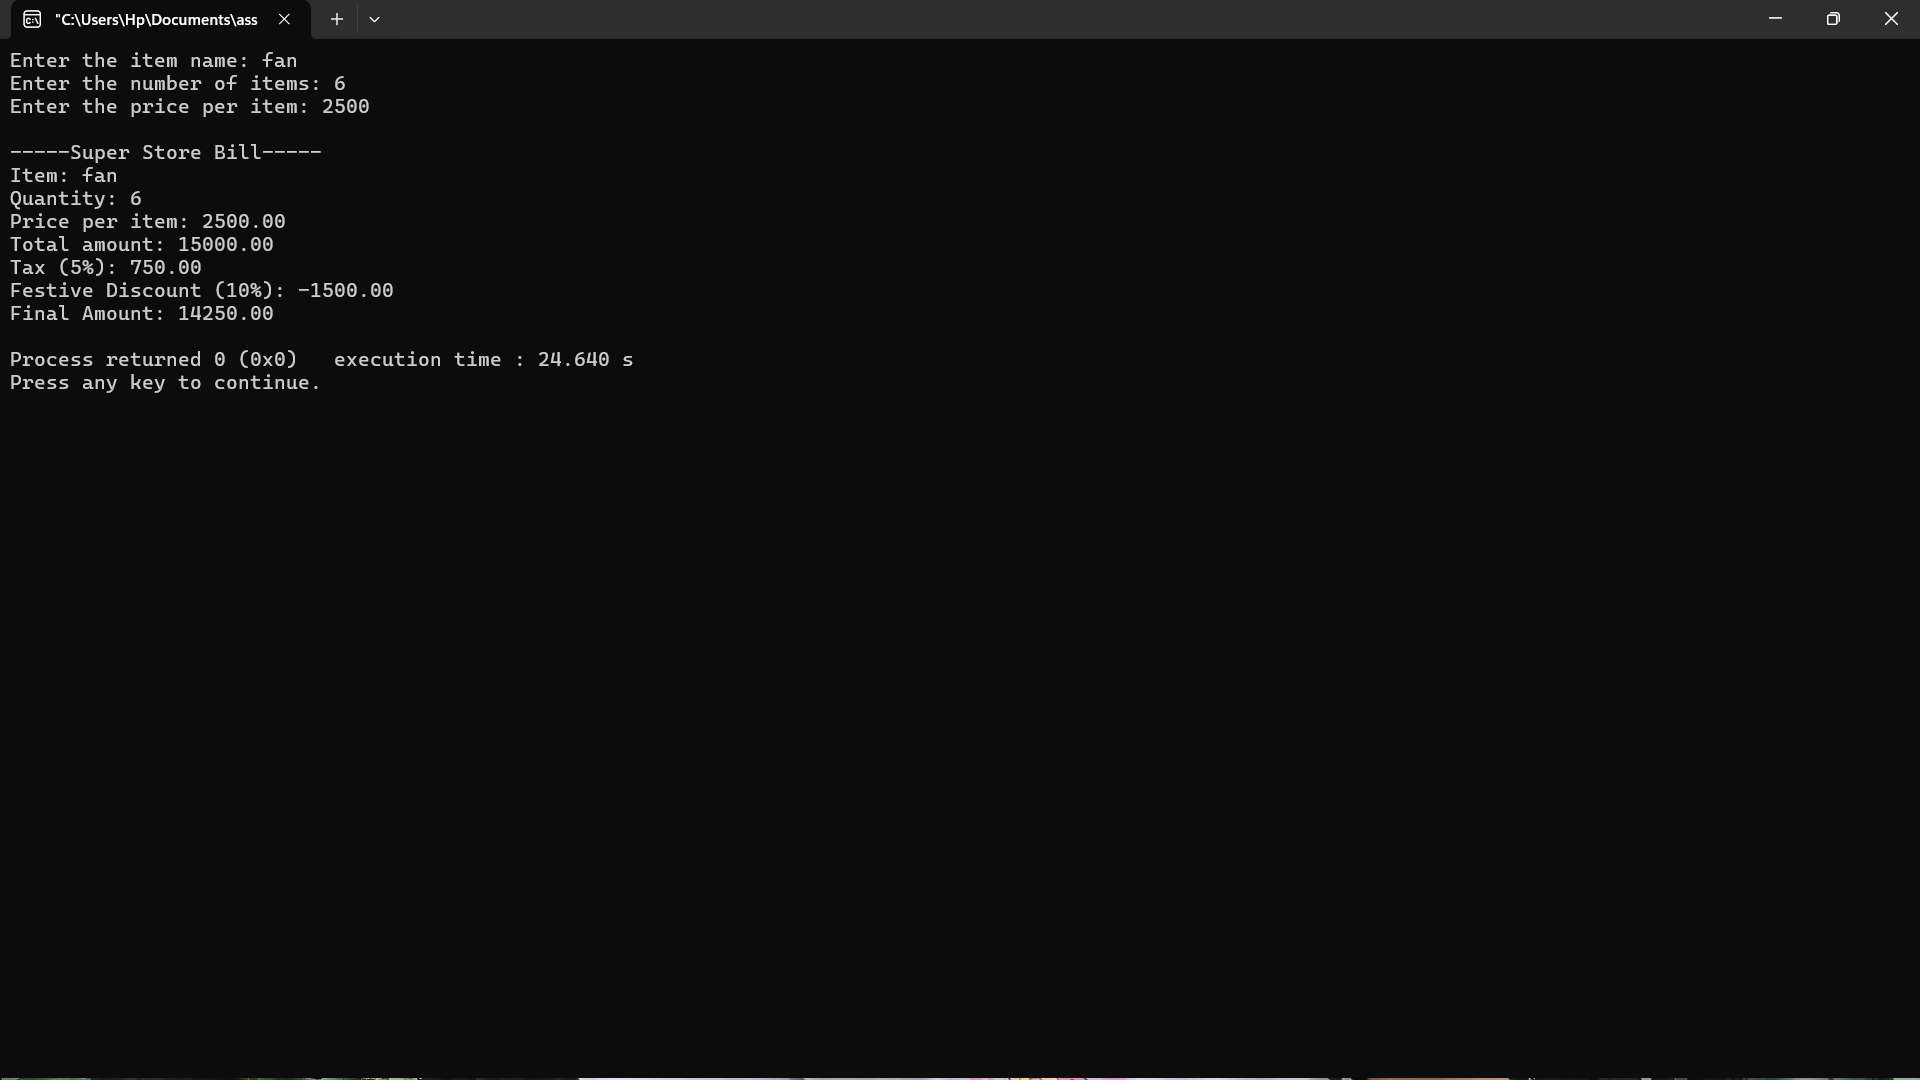 "C:\Users\Hp\Documents\ass
Enter the item name: fan
Enter the number of items: 6
Enter the price per item: 2500
-----Super Store Bill-----
Item: fan
Quantity: 6
Price per item: 2500.00
Total amount: 15000.00
Tax (5%): 750.00
Festive Discount (10%): -1500.00
Final Amount: 14250.00
Process returned 0 (0x0)   execution time : 24.640 s
Press any key to continue.